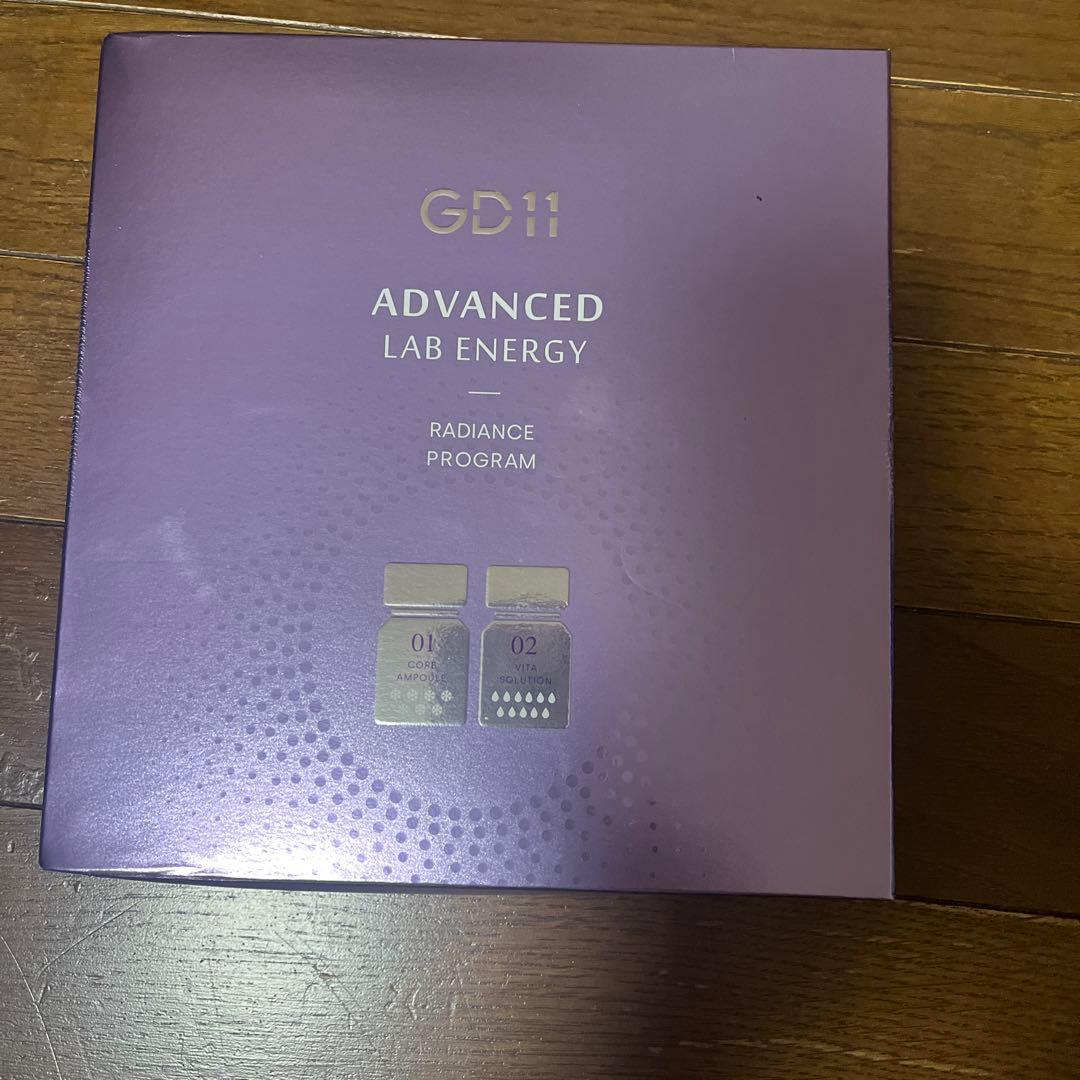 GD11
ADVANCED
LAB ENERGY
RADIANCE
PROGRAM
01
CORE
AMPOULE
02
VITA
SOLUTION